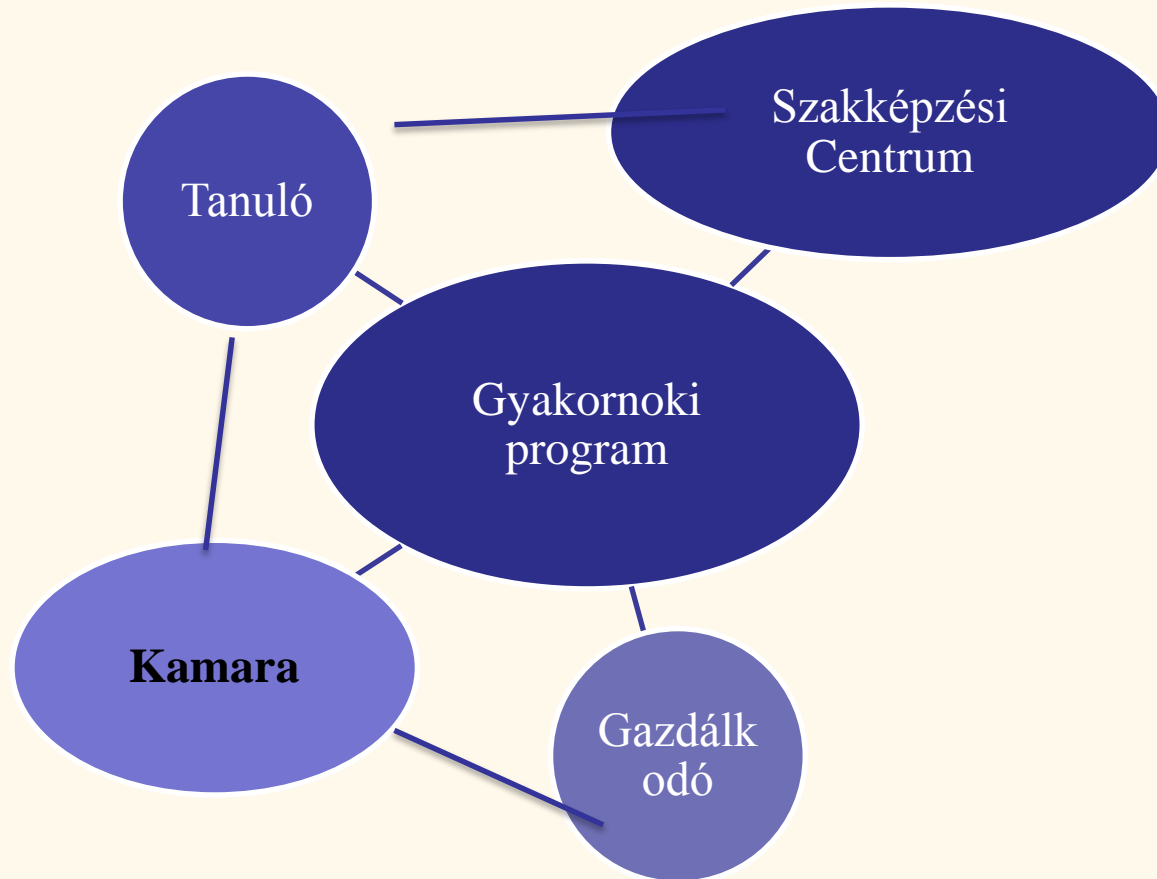 Szakképzési
Centrum
Tanuló
Gyakornoki
program
Kamara
Gazdálk
odó